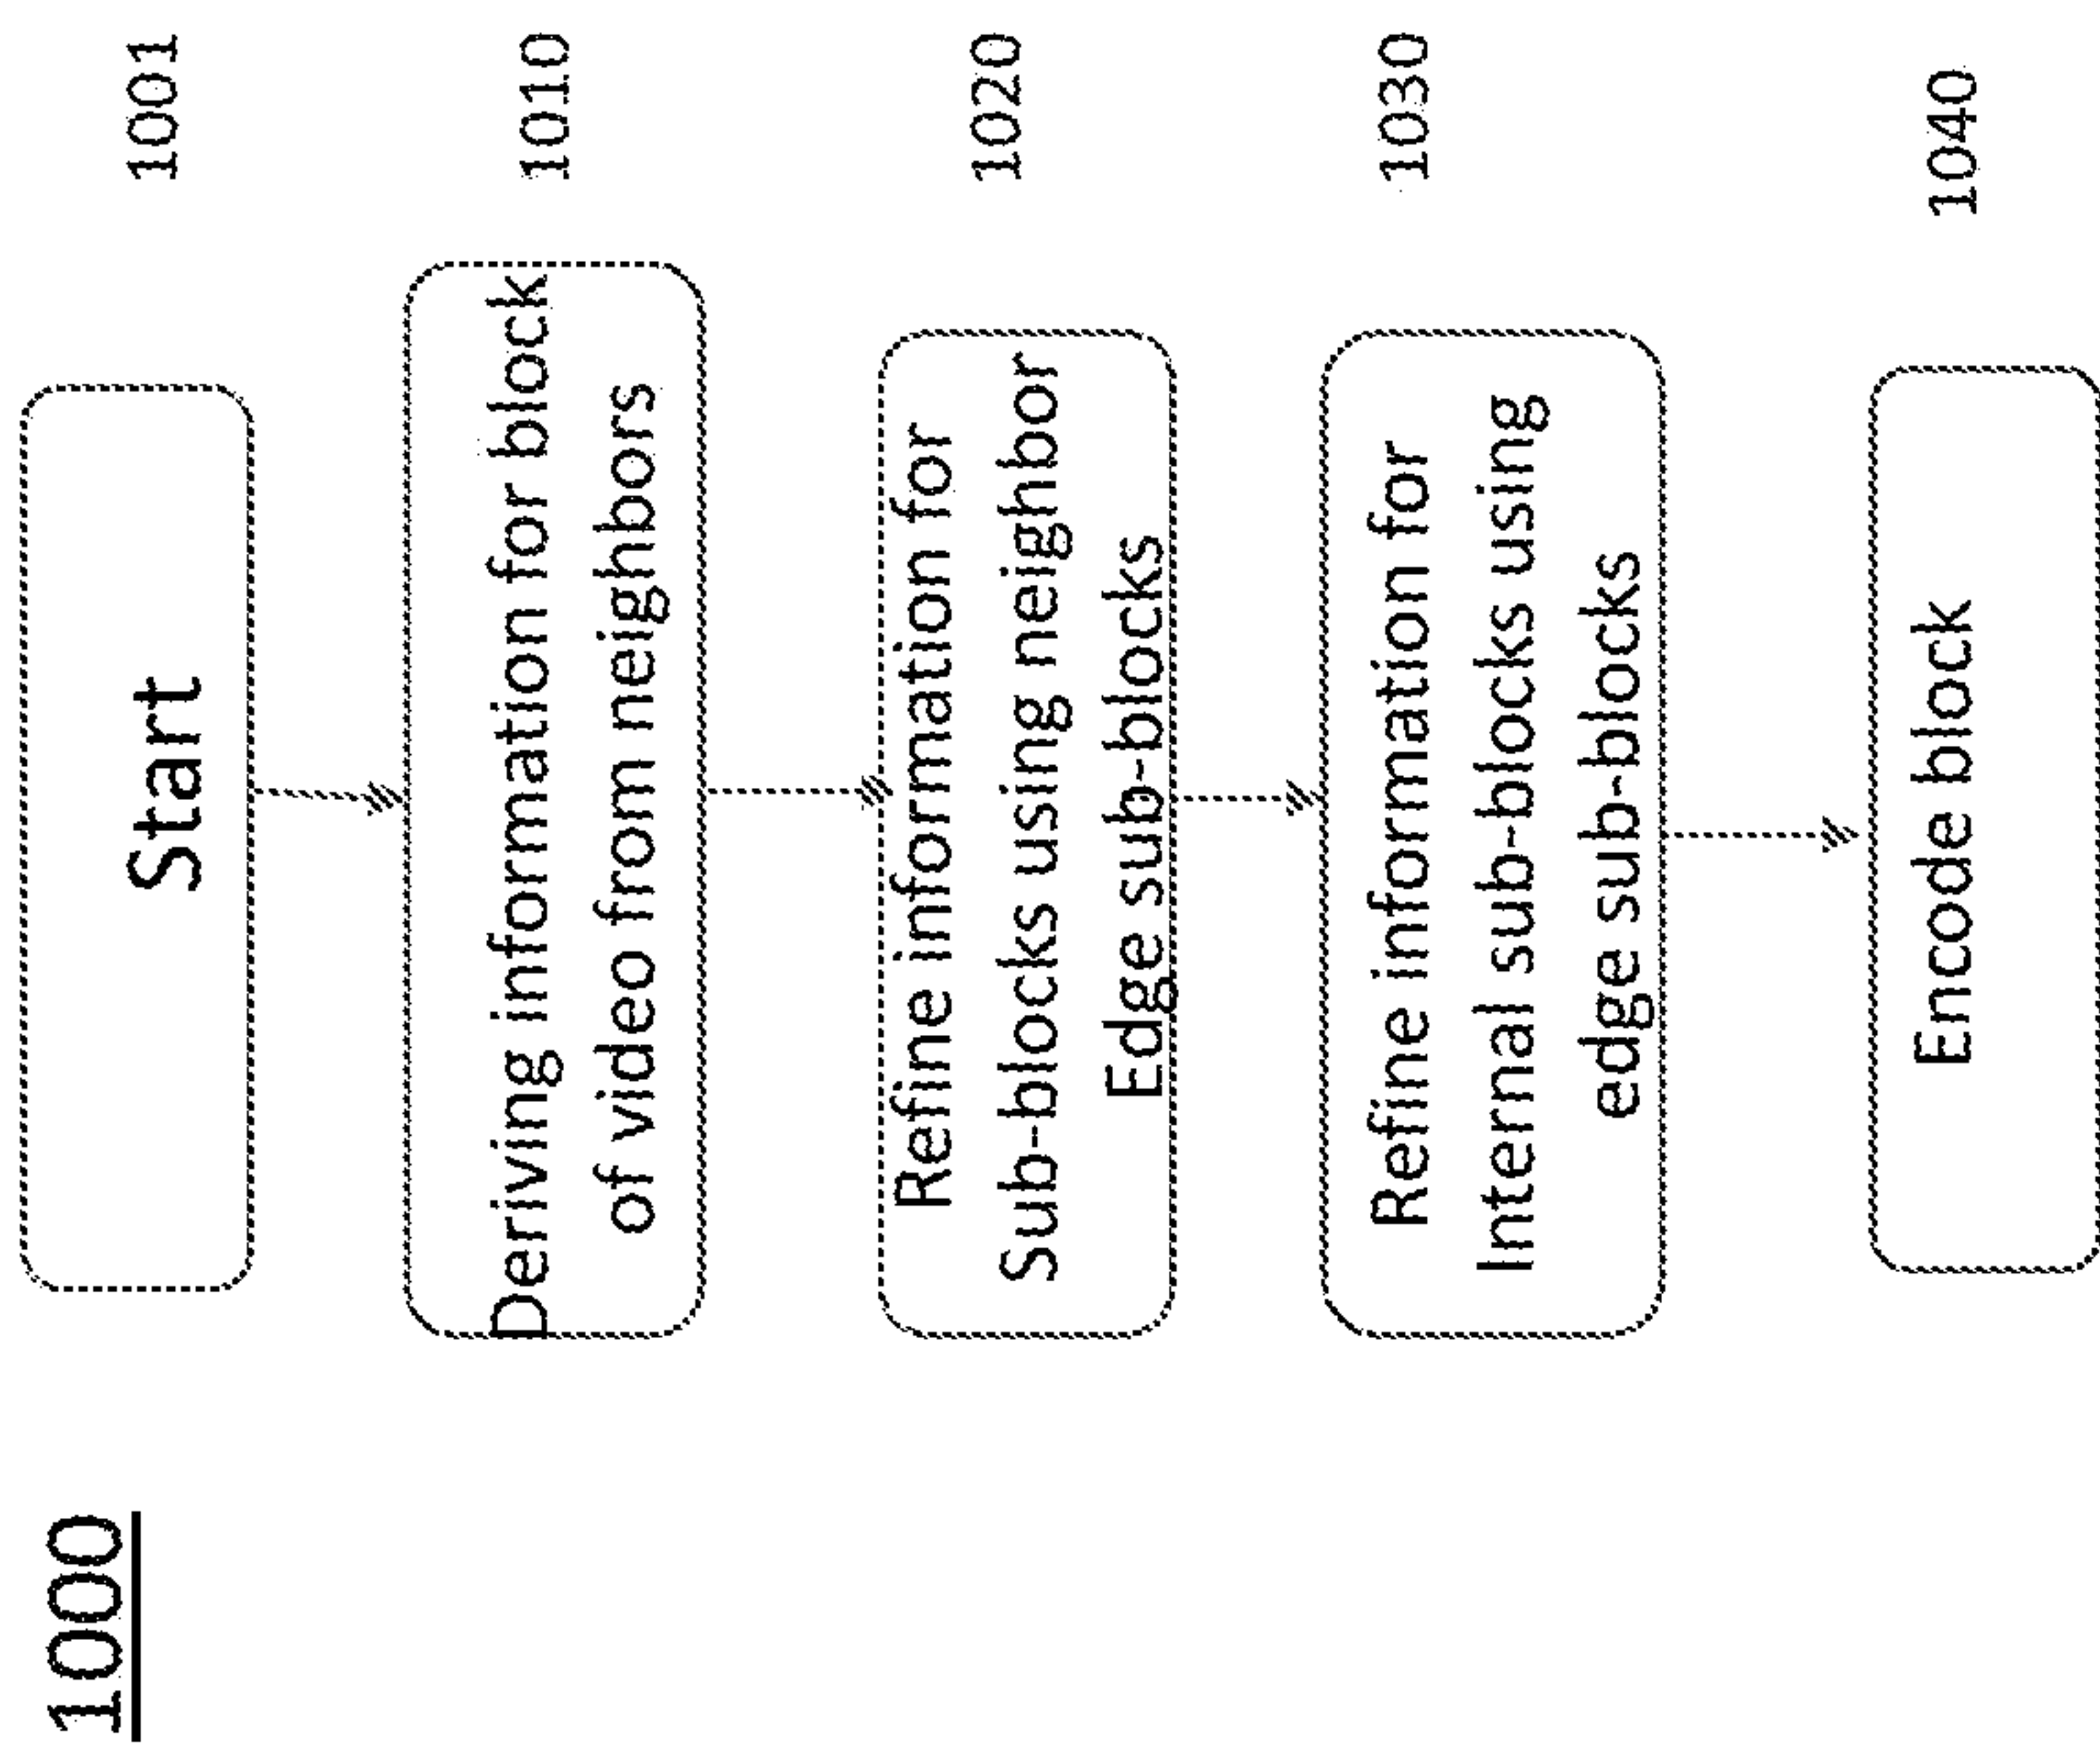 1000
Start
1001
Deriving information for block
of video from neighbors
1010
Refine information for
Sub-blocks using neighbor
Edge sub-blocks
1020
Refine information for
Internal sub-blocks using
edge sub-blocks
1030
Encode block
1040